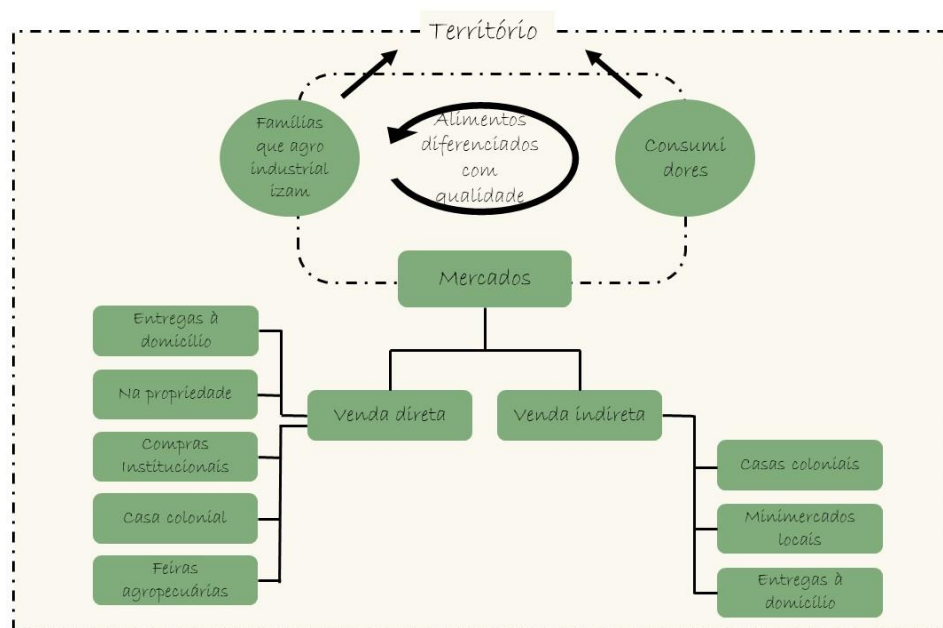 Território
Famílias
que agro
industrial
izam
Alimentos
diferenciados
com
qualidade
Consumi
dores
Mercados
Entregas à
domicílio
Na propriedade
Compras
Institucionais
Casa colonial
Feiras
agropecuárias
Venda direta
Venda indireta
Casas coloniais
Minimercados
locais
Entregas à
domicílio